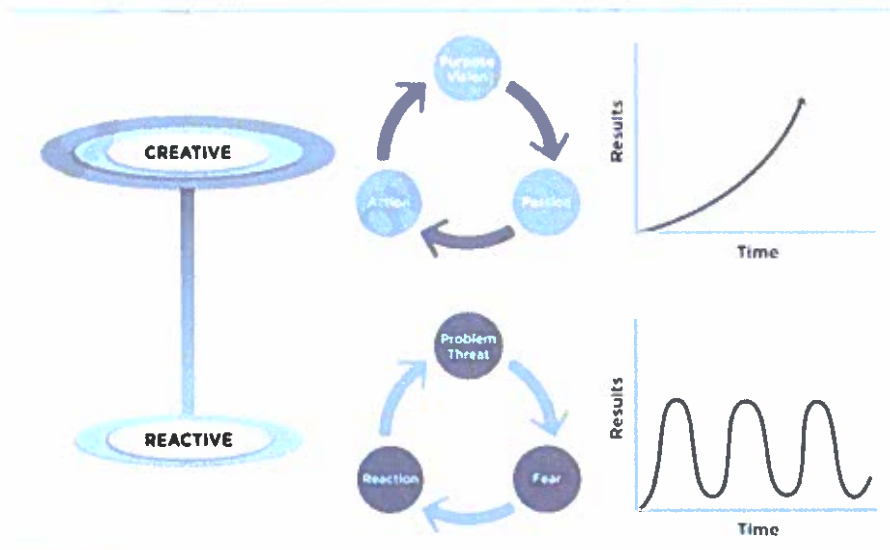 CREATIVE
Purpose
Vision
Action
Passion
Results
Time
REACTIVE
Problem
Threat
Reaction
Fear
Results
Time